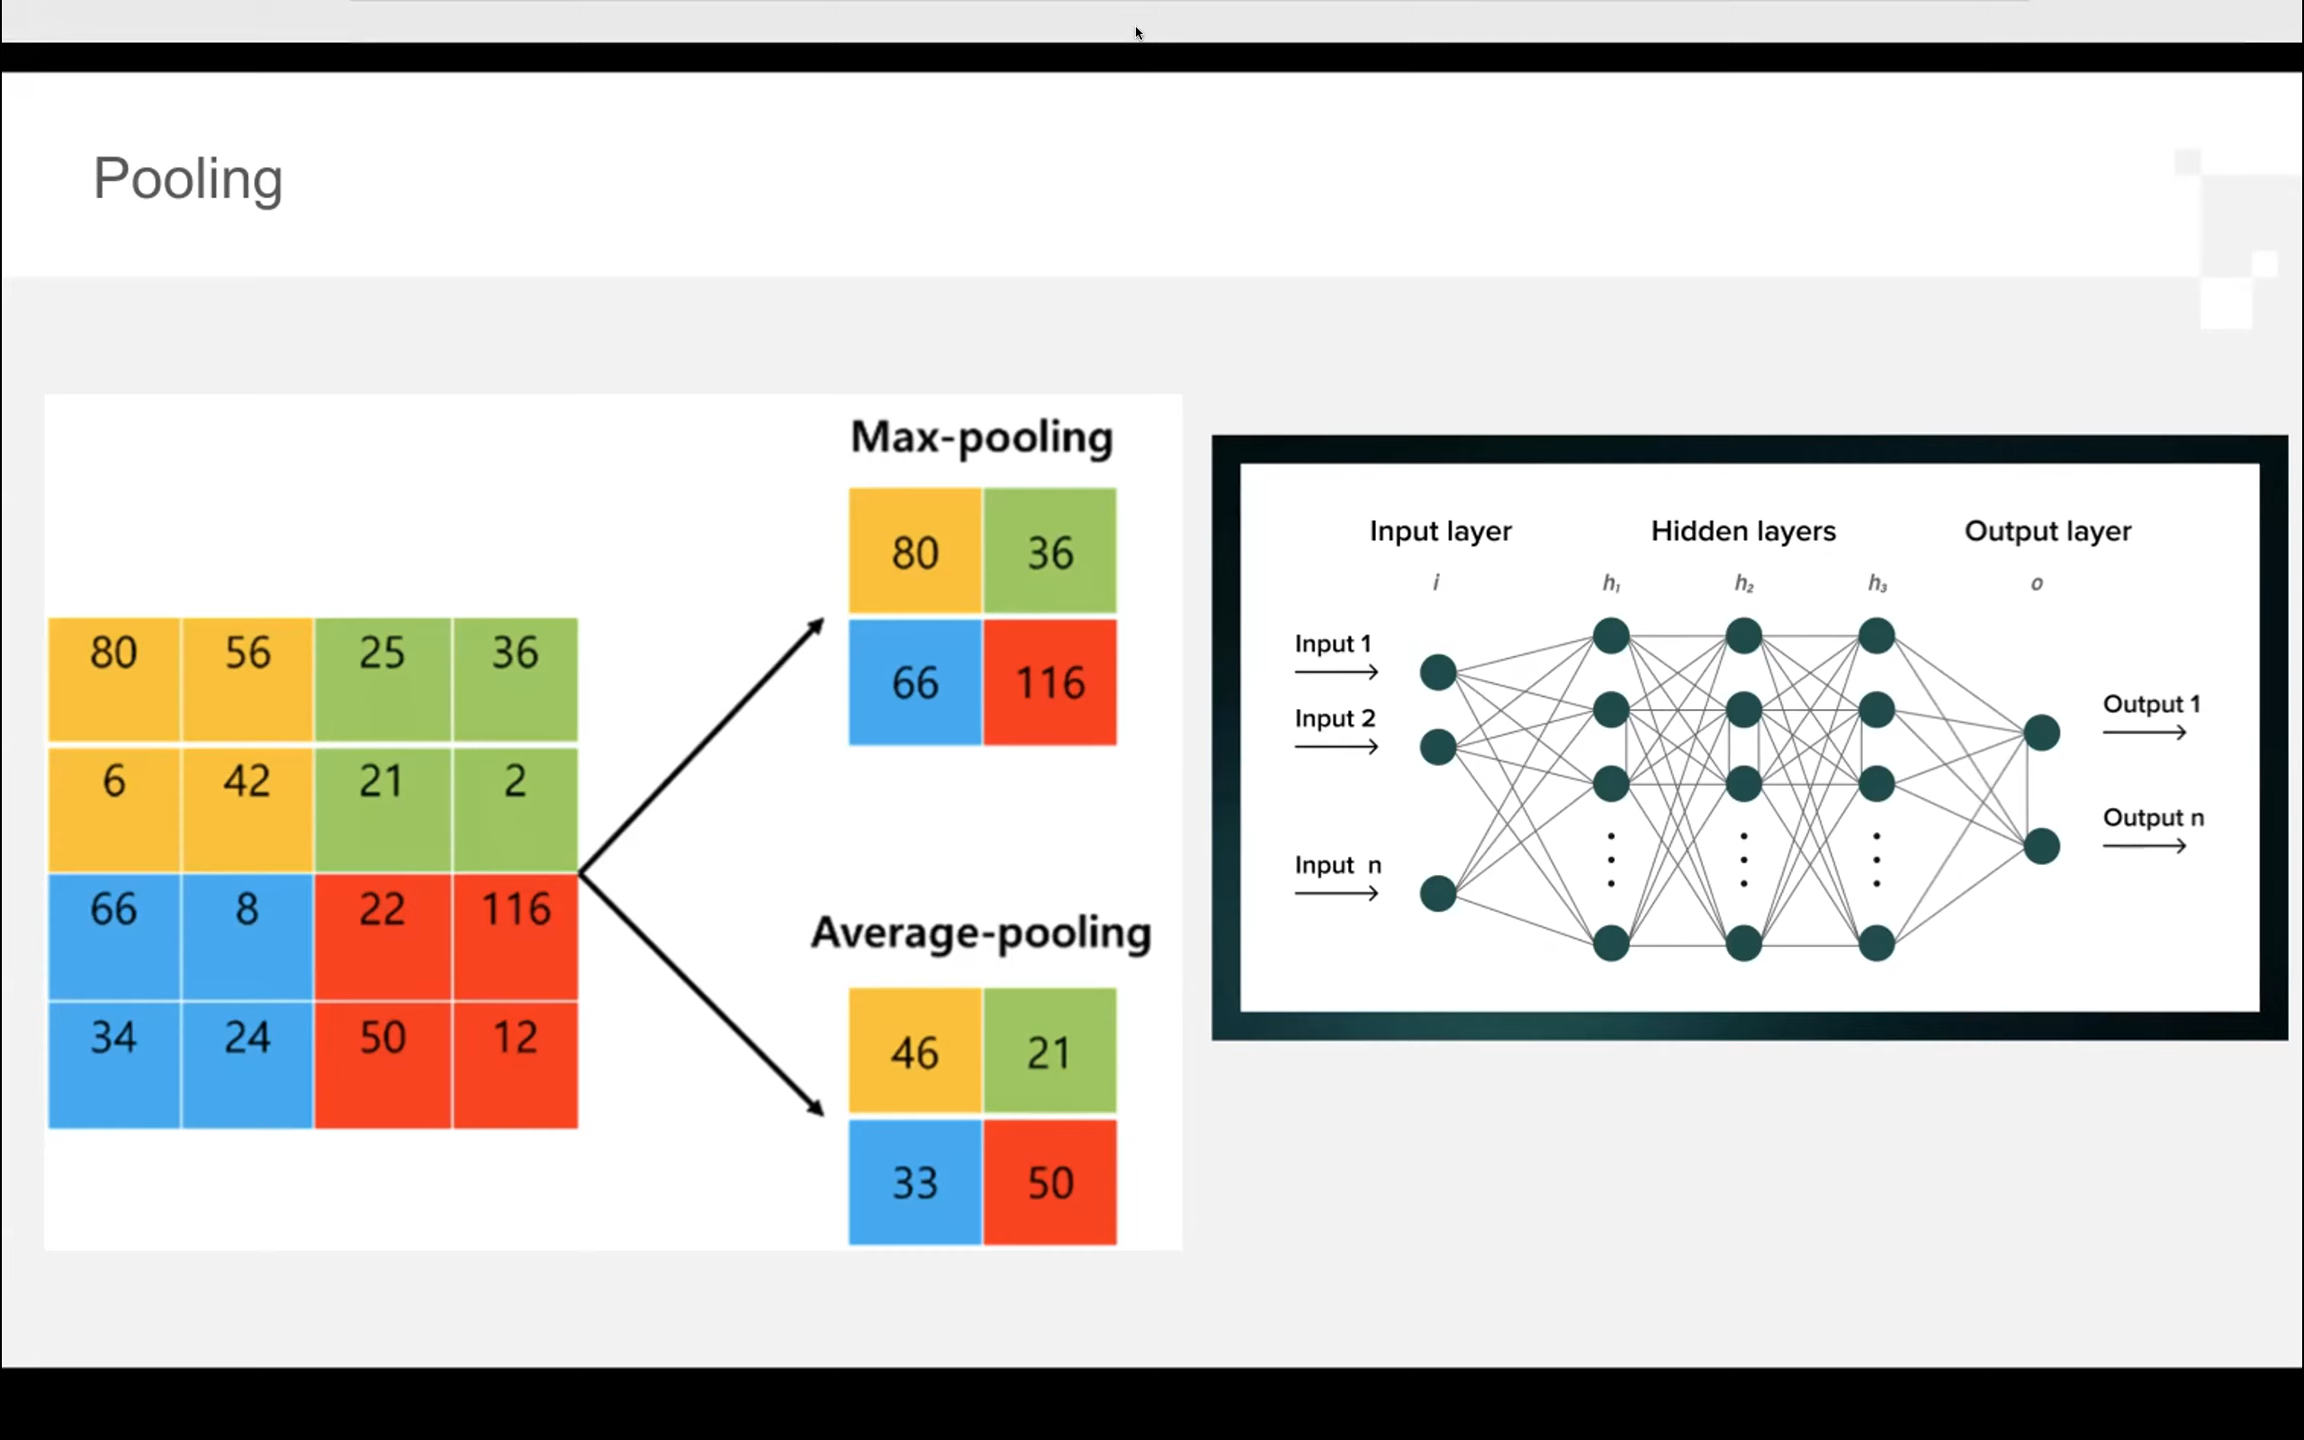 Pooling
Max-pooling
80 36
66 116
80 56 25 36
6 42 21 2
66 8 22 116
34 24 50 12
Average-pooling
46 21
33 50
Input layer Hidden layers Output layer
i h₁ h₂ h₃ o
Input 1
Input 2
Input n
Output 1
Output n